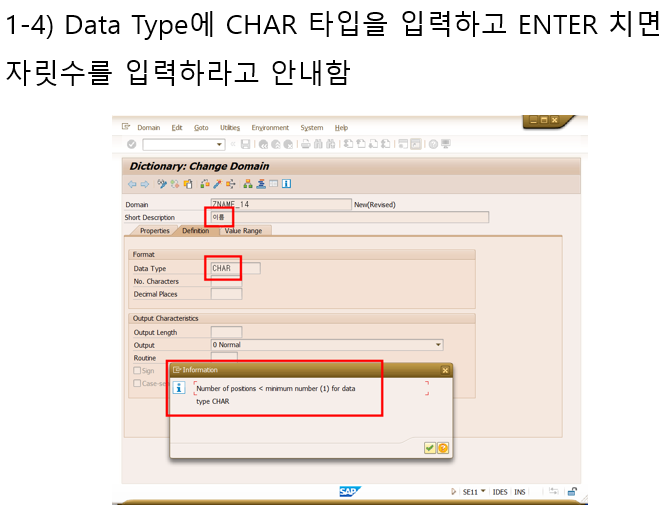 1-4) Data Type에 CHAR 타입을 입력하고 ENTER 치면
자릿수를 입력하라고 안내함
Domain Edit Goto Utilities Environment System Help
Dictionary: Change Domain
Domain ZNAME_14 New(Revised)
Short Description 이름
Properties Definition Value Range
Format
Data Type CHAR
No. Characters
Decimal Places
Output Characteristics
Output Length
Output 0 Normal
Routine
Sign
Case-se
Information
Number of positions < minimum number (1) for data
type CHAR
SAP
SE11 IDES INS